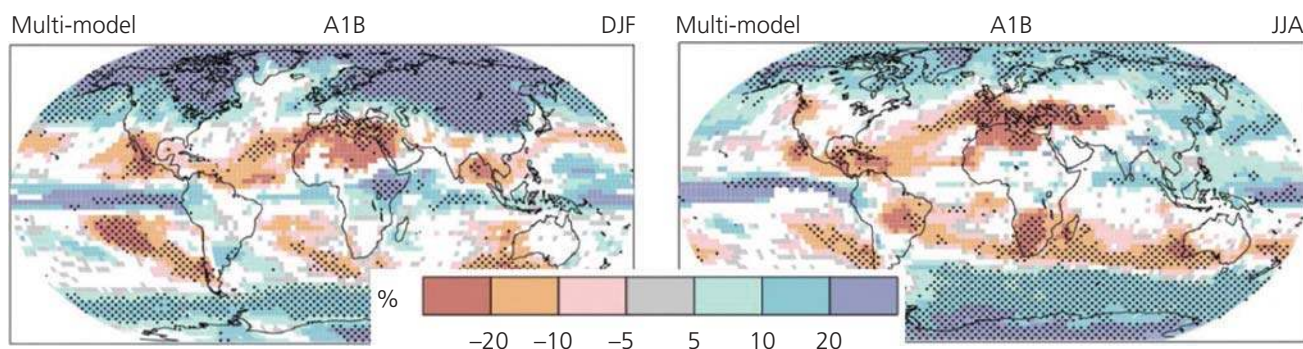 Multi-model A1B DJF
Multi-model A1B JJA
%
–20 –10 –5 5 10 20